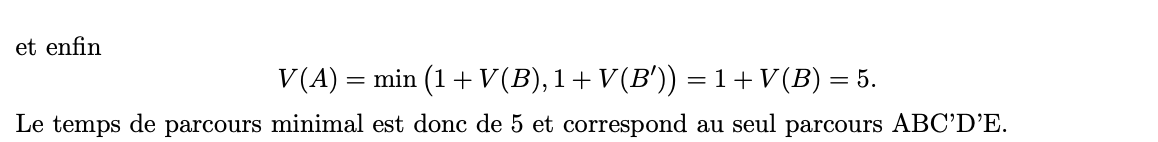 et enfin
V(A) = min (1 + V(B), 1 + V(B′)) = 1 + V(B) = 5.
Le temps de parcours minimal est donc de 5 et correspond au seul parcours ABC'D'E.